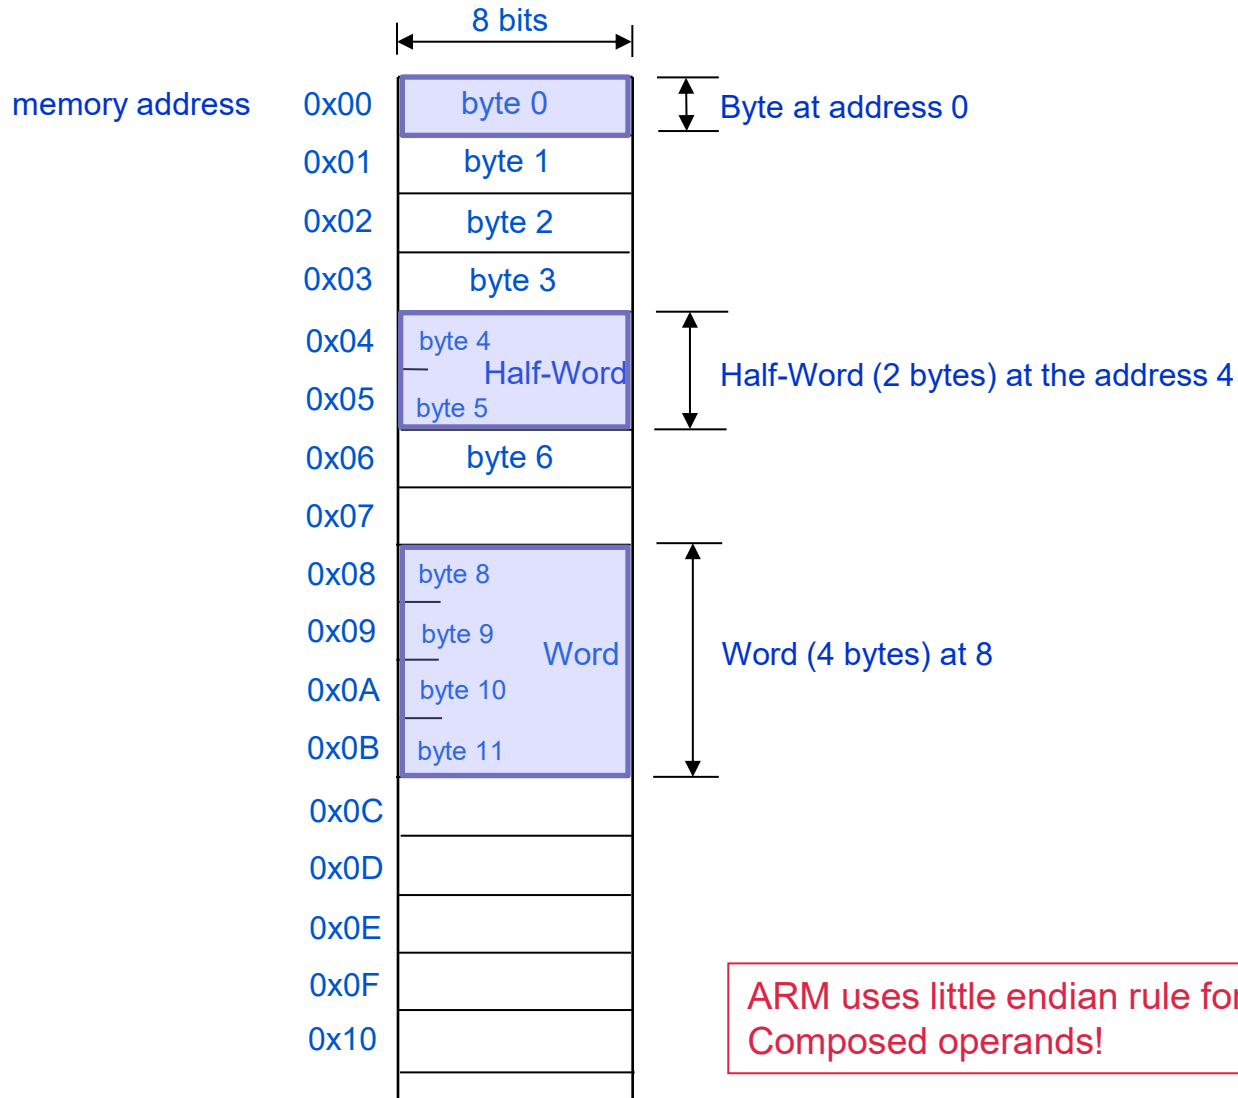 8 bits
memory address 0x00 byte 0 Byte at address 0
0x01 byte 1
0x02 byte 2
0x03 byte 3
0x04 byte 4
Half-Word Half-Word (2 bytes) at the address 4
0x05 byte 5
0x06 byte 6
0x07
0x08 byte 8
0x09 byte 9
Word Word (4 bytes) at 8
0x0A byte 10
0x0B byte 11
0x0C
0x0D
0x0E
0x0F
ARM uses little endian rule for
0x10
Composed operands!